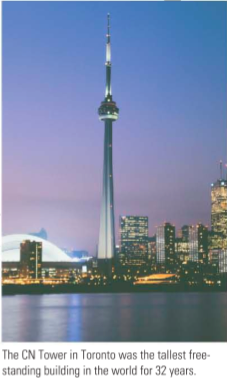 The CN Tower in Toronto was the tallest free-
standing building in the world for 32 years.